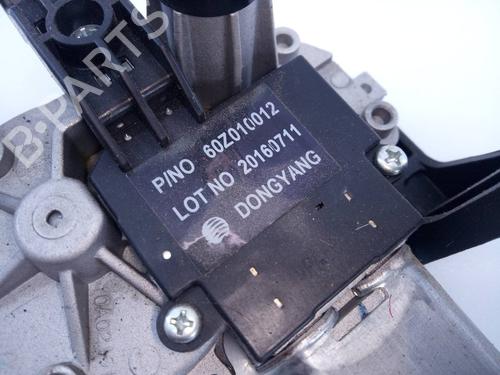 P/NO 60Z010012
LOT NO 20160711
DONGYANG
B-PARTS